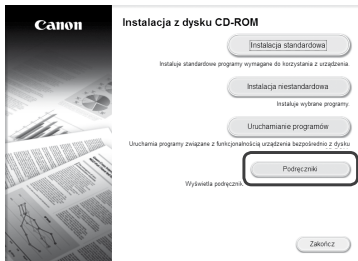 Canon
Instalacja z dysku CD-ROM
Instalacja standardowa
Instaluje standardowe programy wymagane do korzystania z urządzenia.
Instalacja niestandardowa
Instaluje wybrane programy.
Uruchamianie programów
Uruchamia programy związane z funkcjonalnością urządzenia bezpośrednio z dysku
Podręczniki
Wyświetla podręcznik
Zakończ